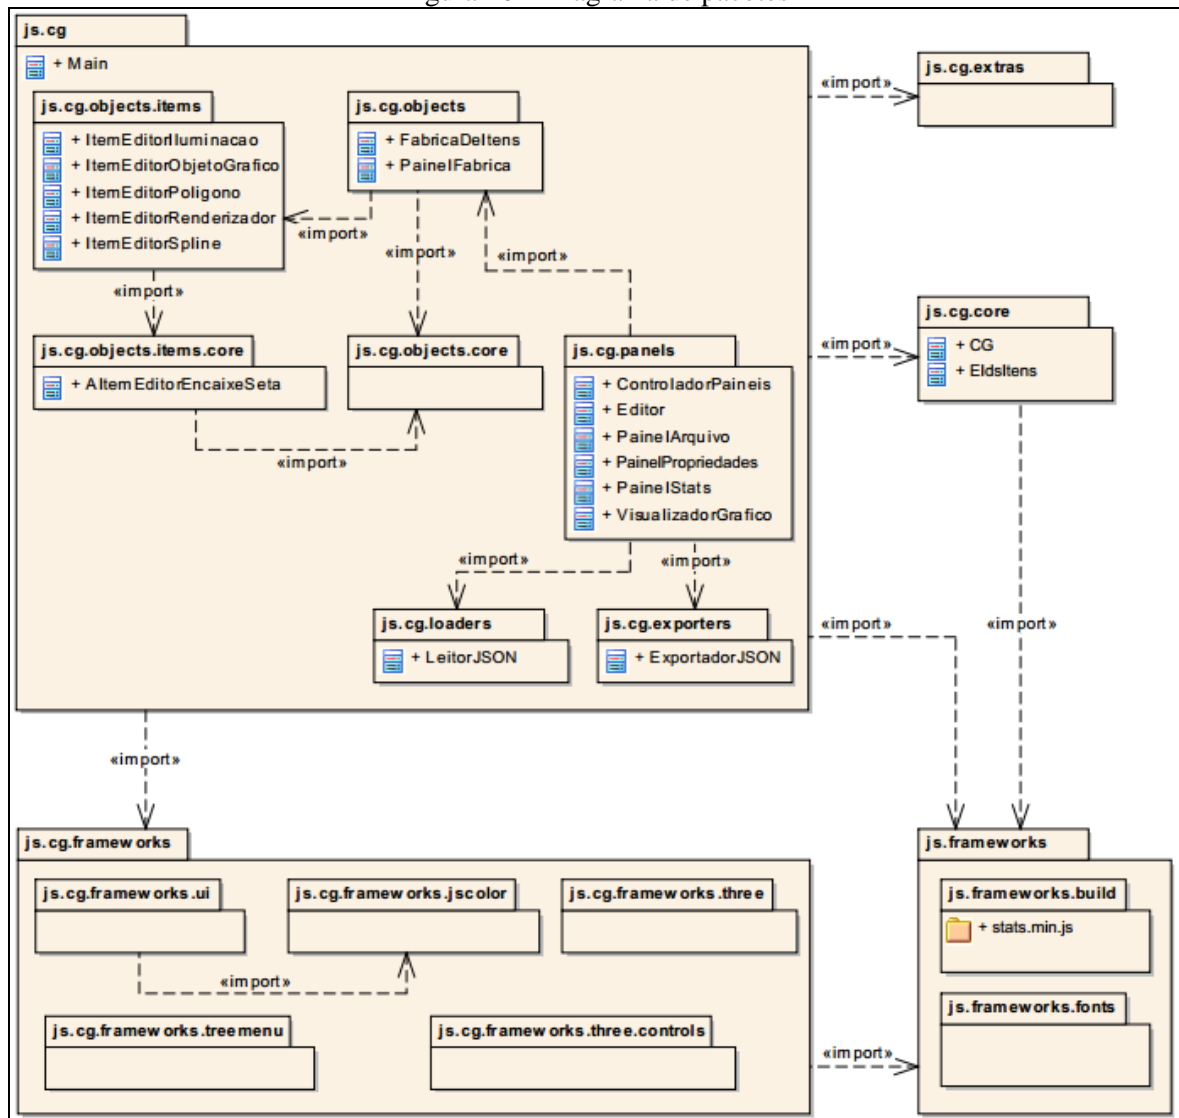 js.cg
+ Main
js.cg.objects.items
+ ItemEditorIluminacao
+ ItemEditorObjetoGrafico
+ ItemEditorPoligono
+ ItemEditorRenderizador
+ ItemEditorSpline
js.cg.objects
+ FabricaDeItens
+ PainelFabrica
«import»
js.cg.extras
«import»
«import»
«import»
«import»
js.cg.objects.items.core
+ AItemEditorEncaixeSeta
js.cg.objects.core
«import»
js.cg.panels
+ ControladorPaineis
+ Editor
+ PainelArquivo
+ PainelPropriedades
+ PainelStats
+ VisualizadorGrafico
«import»
js.cg.core
+ CG
+ EIdsItens
«import»
«import»
js.cg.loaders
+ LeitorJSON
js.cg.exporters
+ ExportadorJSON
«import»
«import»
«import»
js.cg.frameworks
js.cg.frameworks.ui
js.cg.frameworks.jscolor
js.cg.frameworks.three
«import»
js.cg.frameworks.treemenu
js.cg.frameworks.three.controls
«import»
js.frameworks
js.frameworks.build
+ stats.min.js
js.frameworks.fonts